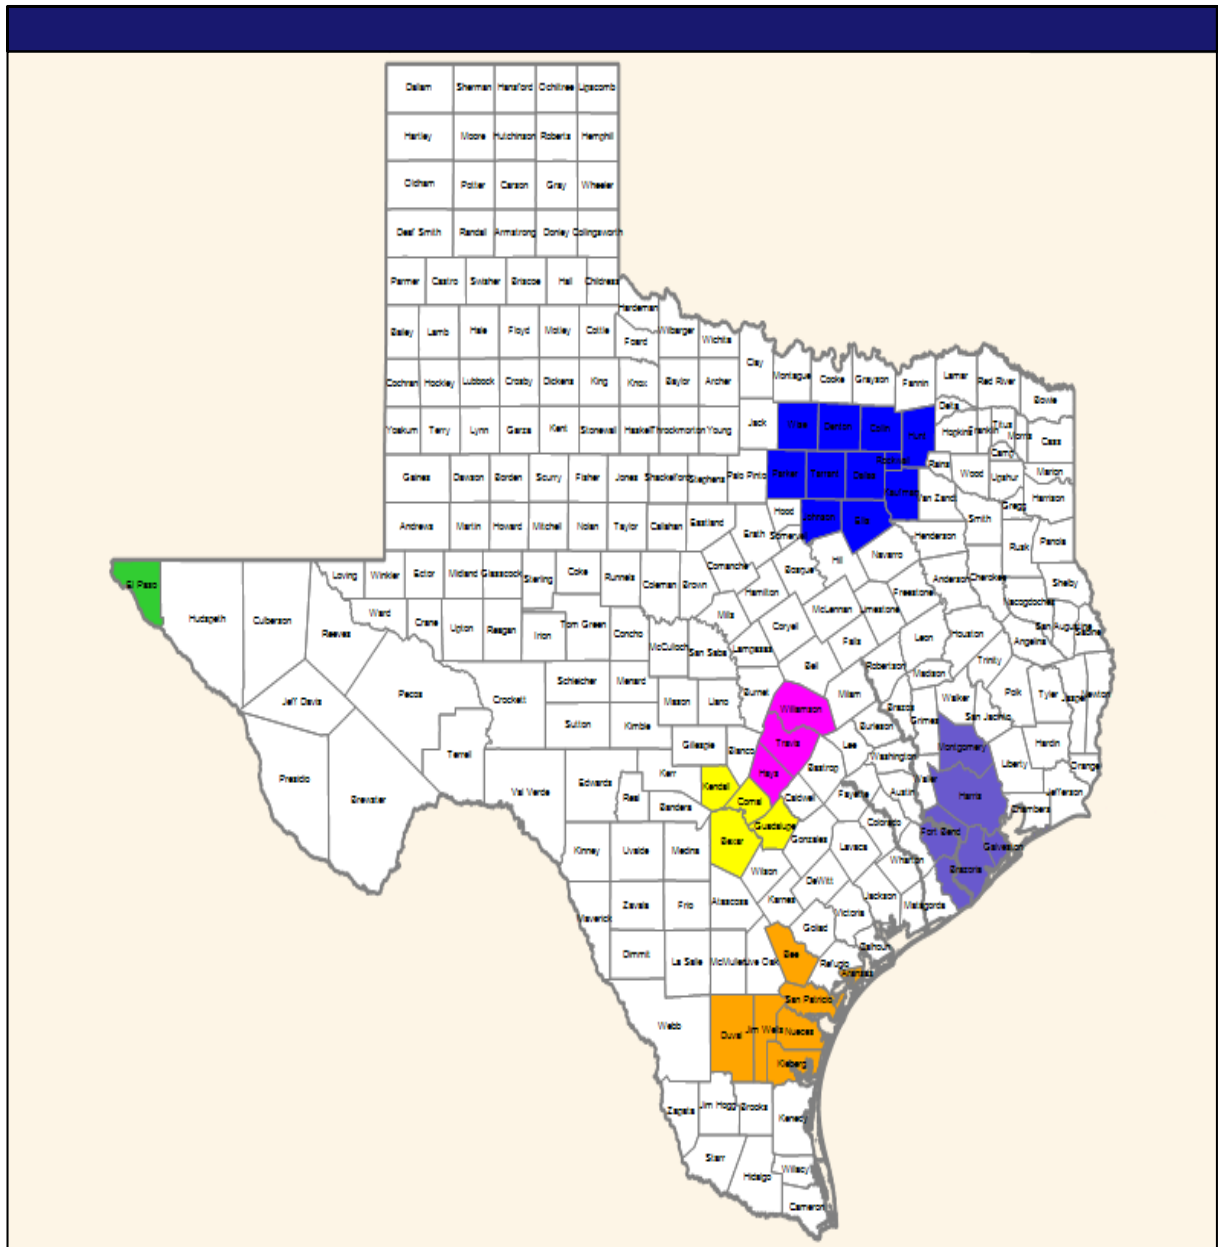 Dallam Sherman Hansford Ochiltree Lipscomb
Hartley Moore Hutchinson Roberts Hemphill
Oldham Potter Carson Gray Wheeler
Deaf Smith Randall Armstrong Donley Collingsworth
Parmer Castro Swisher Briscoe Hall Childress
Hardeman
Bailey Lamb Hale Floyd Motley Cottle Foard Wilbarger Wichita
Clay Montague Cooke Grayson Fannin Lamar Red River Bowie
Cochran Hockley Lubbock Crosby Dickens King Knox Baylor Archer
Yoakum Terry Lynn Garza Kent Stonewall Haskell Throckmorton Young Jack Wise Denton Collin Hunt Delta Hopkins Franklin Titus Morris Cass
Camp
Rockwall Rains Wood Upshur Marion
Gaines Dawson Borden Scurry Fisher Jones Shackelford Stephens Palo Pinto Parker Tarrant Dallas Kaufman Van Zandt Smith Gregg Harrison
Andrews Martin Howard Mitchell Nolan Taylor Callahan Eastland Erath Hood Somervell Johnson Ellis Henderson Rusk Panola
El Paso Hudspeth Culberson Reeves Loving Winkler Ector Midland Glasscock Sterling Coke Runnels Coleman Brown Comanche Bosque Hill Navarro Anderson Cherokee Shelby
Hamilton Freestone Nacogdoches
Ward Crane Upton Reagan Irion Tom Green Concho McCulloch San Saba Mills Lampasas Coryell McLennan Limestone Falls Leon Houston Angelina San Augustine Sabine
Jeff Davis Pecos Crockett Schleicher Menard Mason Llano Burnet Bell Milam Robertson Madison Trinity Polk Tyler Jasper Newton
Williamson Brazos Grimes Walker San Jacinto
Terrell Sutton Kimble Gillespie Blanco Travis Lee Burleson Washington Montgomery Liberty Hardin Orange
Presidio Brewster Val Verde Edwards Real Kerr Bandera Kendall Hays Comal Caldwell Bastrop Fayette Austin Waller Harris Chambers Jefferson
Kinney Uvalde Medina Bexar Guadalupe Gonzales Lavaca Colorado Wharton Fort Bend Brazoria Galveston
Maverick Zavala Frio Atascosa Wilson Karnes DeWitt Victoria Jackson Matagorda
Dimmit La Salle McMullen Live Oak Bee Goliad Refugio Calhoun Aransas
Webb Duval Jim Wells San Patricio Nueces
Kleberg
Zapata Jim Hogg Brooks Kenedy
Starr Hidalgo Willacy
Cameron